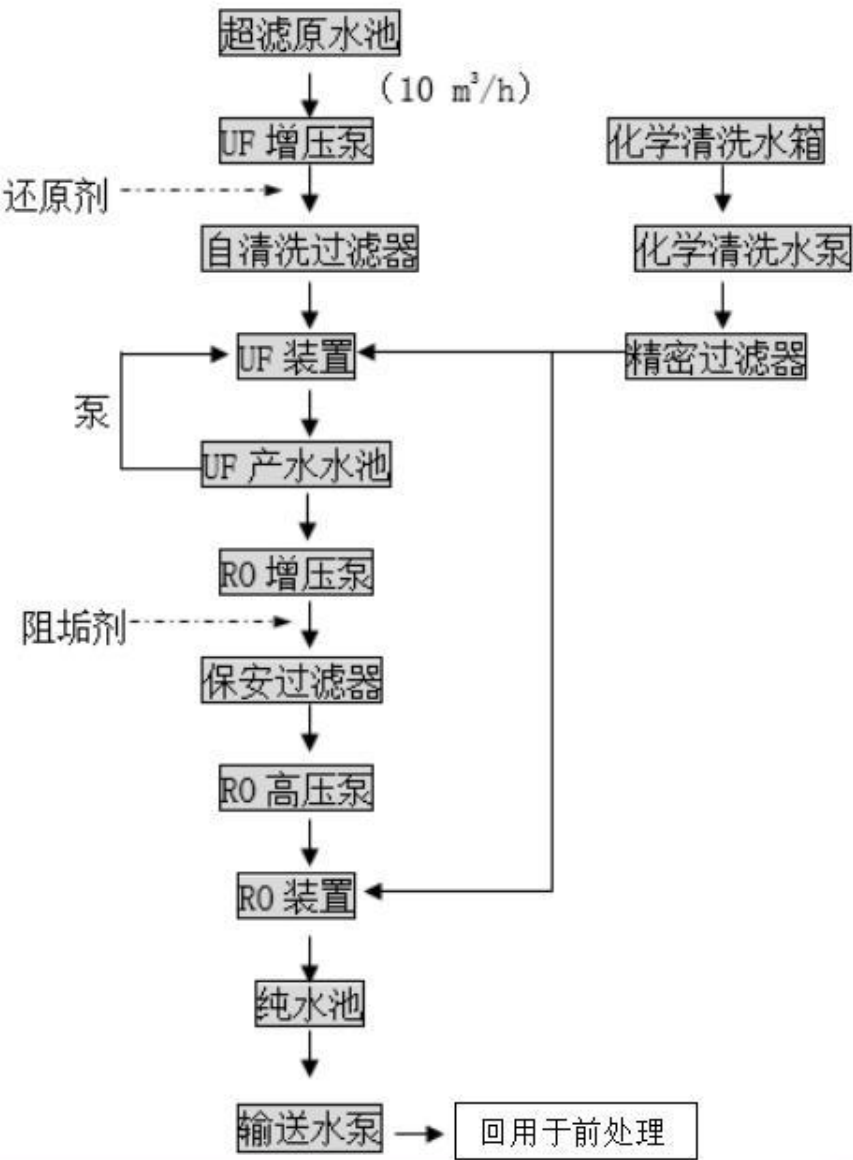 超滤原水池
(10 m³/h)
UF 增压泵
化学清洗水箱
还原剂
自清洗过滤器
化学清洗水泵
UF 装置
精密过滤器
泵
UF 产水水池
RO 增压泵
阻垢剂
保安过滤器
RO 高压泵
RO 装置
纯水池
输送水泵
回用于前处理